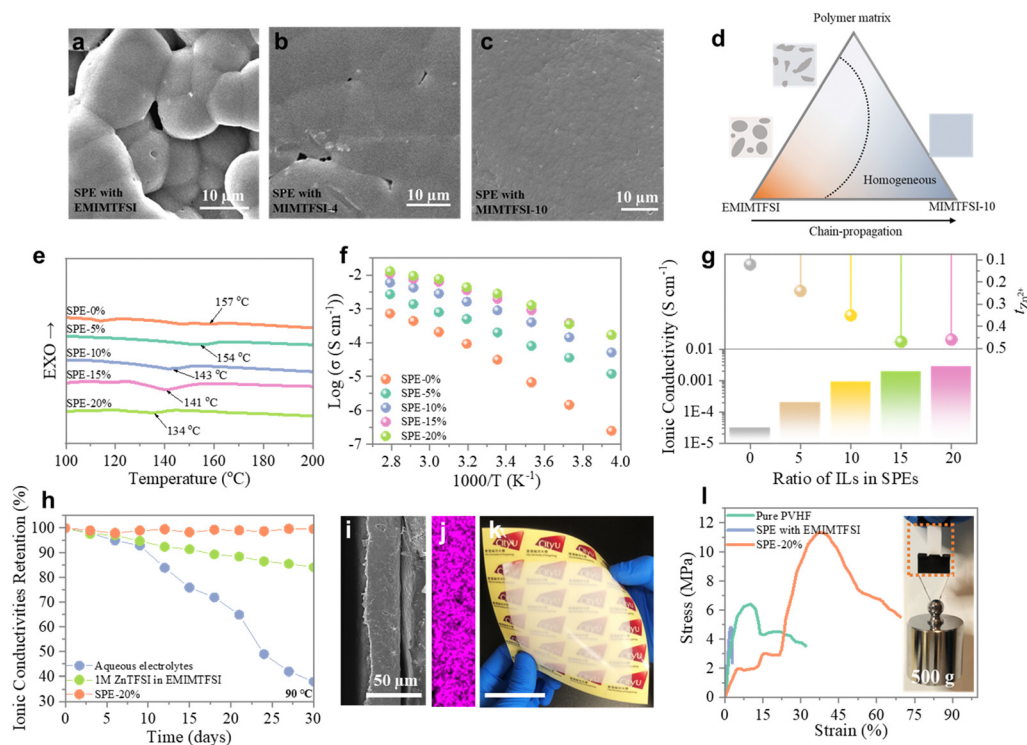 a
SPE with
EMIMTFSI
10 µm
b
SPE with
MIMTFSI-4
10 µm
c
SPE with
MIMTFSI-10
10 µm
d
Polymer matrix
Homogeneous
EMIMTFSI
MIMTFSI-10
Chain-propagation
e
EXO →
SPE-0%
157 °C
SPE-5%
154 °C
SPE-10%
143 °C
SPE-15%
141 °C
SPE-20%
134 °C
100 120 140 160 180 200
Temperature (°C)
f
Log (σ (S cm⁻¹))
-1
-2
-3
-4
-5
-6
-7
SPE-0%
SPE-5%
SPE-10%
SPE-15%
SPE-20%
2.8 3.0 3.2 3.4 3.6 3.8 4.0
1000/T (K⁻¹)
g
Ionic Conductivity (S cm⁻¹)
0.01
0.001
1E-4
1E-5
0.1
0.2
0.3
0.4
0.5
t Zn²⁺
0 5 10 15 20
Ratio of ILs in SPEs
h
Ionic Conductivities Retention (%)
100
90
80
70
60
50
40
30
Aqueous electrolytes
1M ZnTFSI in EMIMTFSI
SPE-20%
90 °C
0 5 10 15 20 25 30
Time (days)
i
50 µm
j
k
CityU
l
Stress (MPa)
12
10
8
6
4
2
0
Pure PVHF
SPE with EMIMTFSI
SPE-20%
500 g
0 15 30 45 60 75 90
Strain (%)